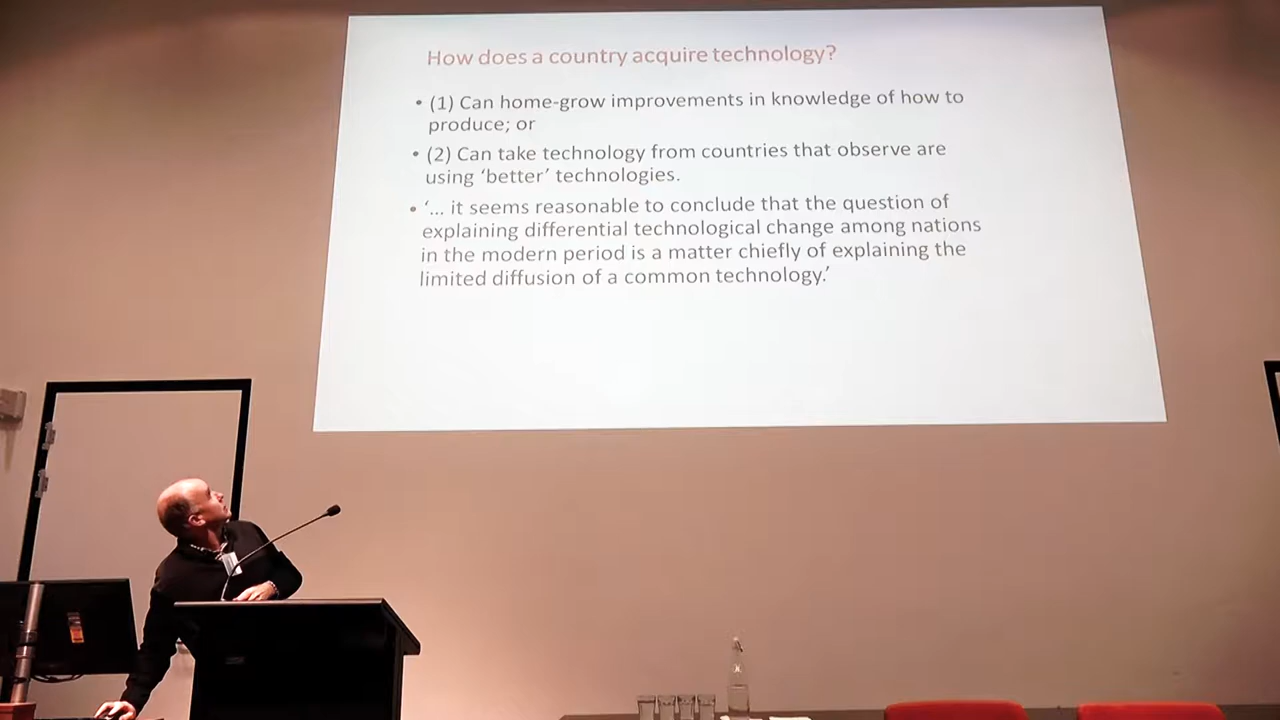 How does a country acquire technology?
• (1) Can home-grow improvements in knowledge of how to
produce; or
• (2) Can take technology from countries that observe are
using ‘better’ technologies.
• ‘... it seems reasonable to conclude that the question of
explaining differential technological change among nations
in the modern period is a matter chiefly of explaining the
limited diffusion of a common technology.’